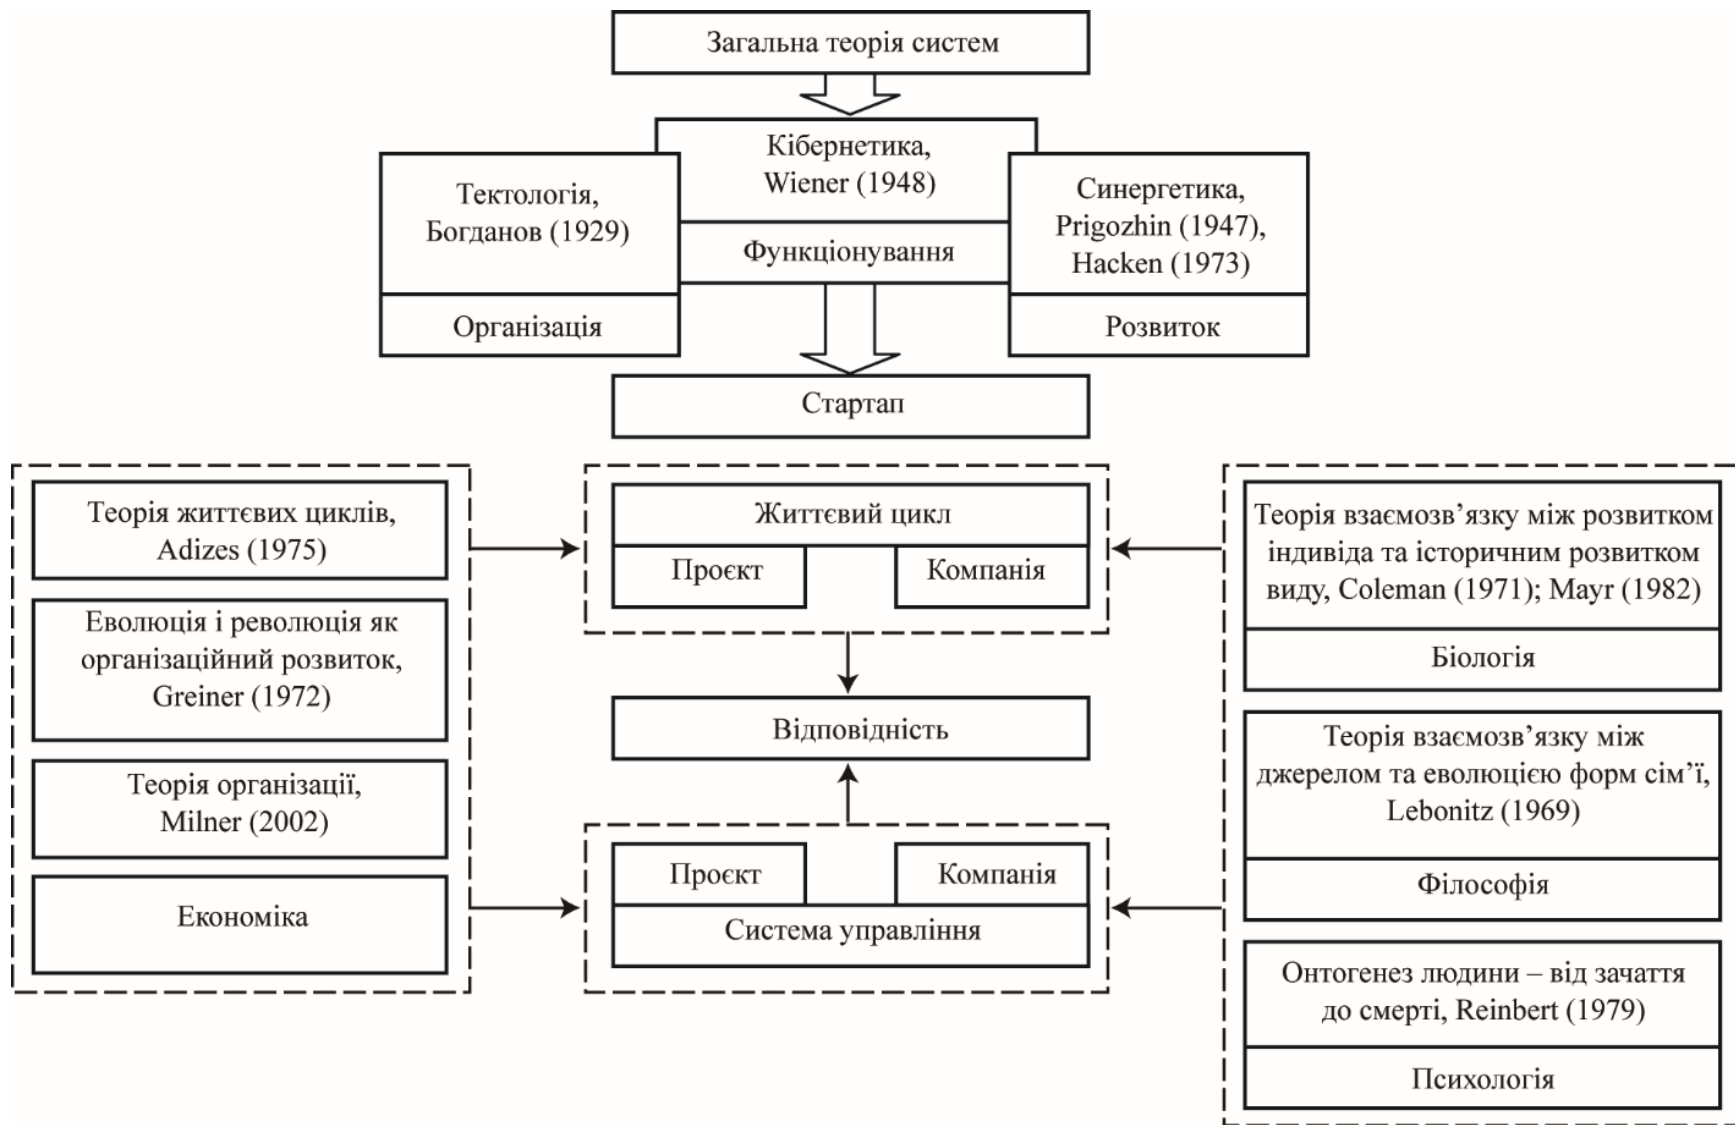 Загальна теорія систем
Кібернетика,
Wiener (1948)
Функціонування
Тектологія,
Богданов (1929)
Організація
Синергетика,
Prigozhin (1947),
Hacken (1973)
Розвиток
Стартап
Теорія життєвих циклів,
Adizes (1975)
Еволюція і революція як
організаційний розвиток,
Greiner (1972)
Теорія організації,
Milner (2002)
Економіка
Життєвий цикл
Проєкт
Компанія
Відповідність
Проєкт
Компанія
Система управління
Теорія взаємозв’язку між розвитком
індивіда та історичним розвитком
виду, Coleman (1971); Mayr (1982)
Біологія
Теорія взаємозв’язку між
джерелом та еволюцією форм сім’ї,
Lebonitz (1969)
Філософія
Онтогенез людини – від зачаття
до смерті, Reinbert (1979)
Психологія